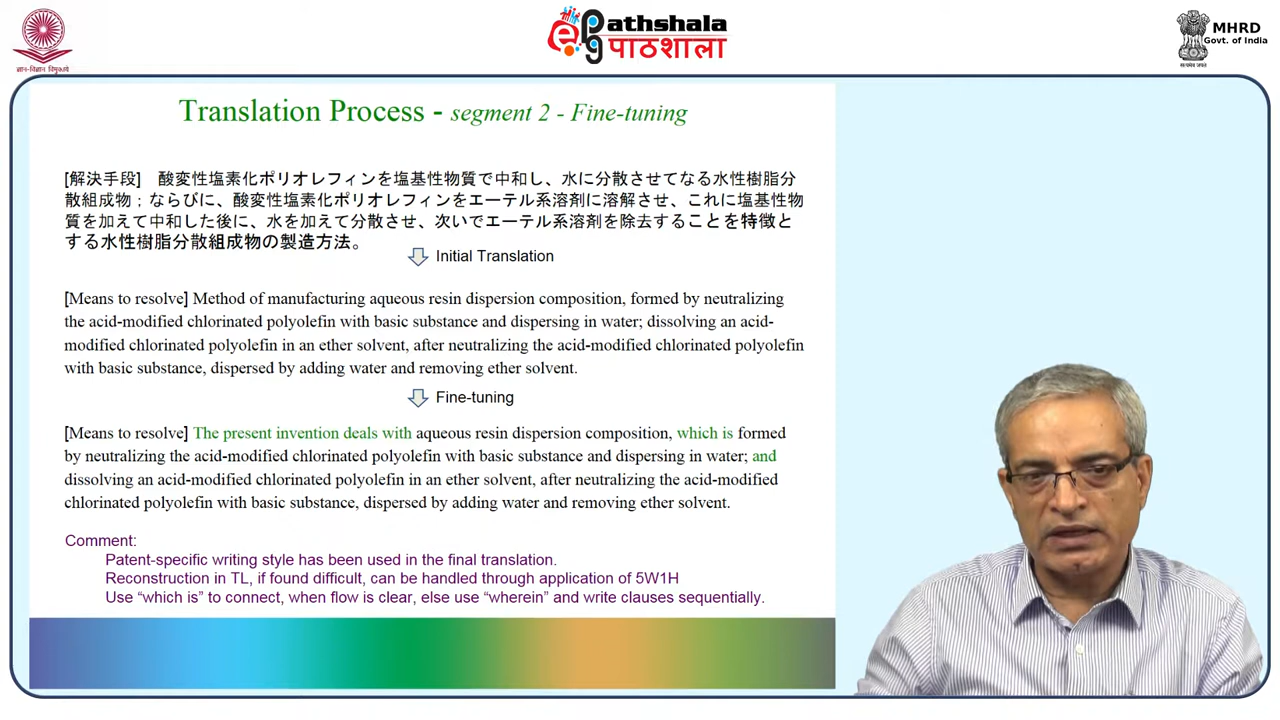 ePathshala
पाठशाला
MHRD
Govt. of India
Translation Process - segment 2 - Fine-tuning
[解決手段]　酸変性塩素化ポリオレフィンを塩基性物質で中和し、水に分散させてなる水性樹脂分
散組成物；ならびに、酸変性塩素化ポリオレフィンをエーテル系溶剤に溶解させ、これに塩基性物
質を加えて中和した後に、水を加えて分散させ、次いでエーテル系溶剤を除去することを特徴と
する水性樹脂分散組成物の製造方法。
Initial Translation
[Means to resolve] Method of manufacturing aqueous resin dispersion composition, formed by neutralizing
the acid-modified chlorinated polyolefin with basic substance and dispersing in water; dissolving an acid-
modified chlorinated polyolefin in an ether solvent, after neutralizing the acid-modified chlorinated polyolefin
with basic substance, dispersed by adding water and removing ether solvent.
Fine-tuning
[Means to resolve] The present invention deals with aqueous resin dispersion composition, which is formed
by neutralizing the acid-modified chlorinated polyolefin with basic substance and dispersing in water; and
dissolving an acid-modified chlorinated polyolefin in an ether solvent, after neutralizing the acid-modified
chlorinated polyolefin with basic substance, dispersed by adding water and removing ether solvent.
Comment:
Patent-specific writing style has been used in the final translation.
Reconstruction in TL, if found difficult, can be handled through application of 5W1H
Use “which is” to connect, when flow is clear, else use “wherein” and write clauses sequentially.